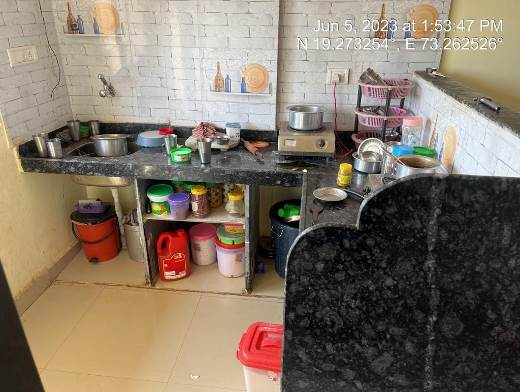 Jun 5, 2023 at 1:53:47 PM
N 19.273254°, E 73.262526°